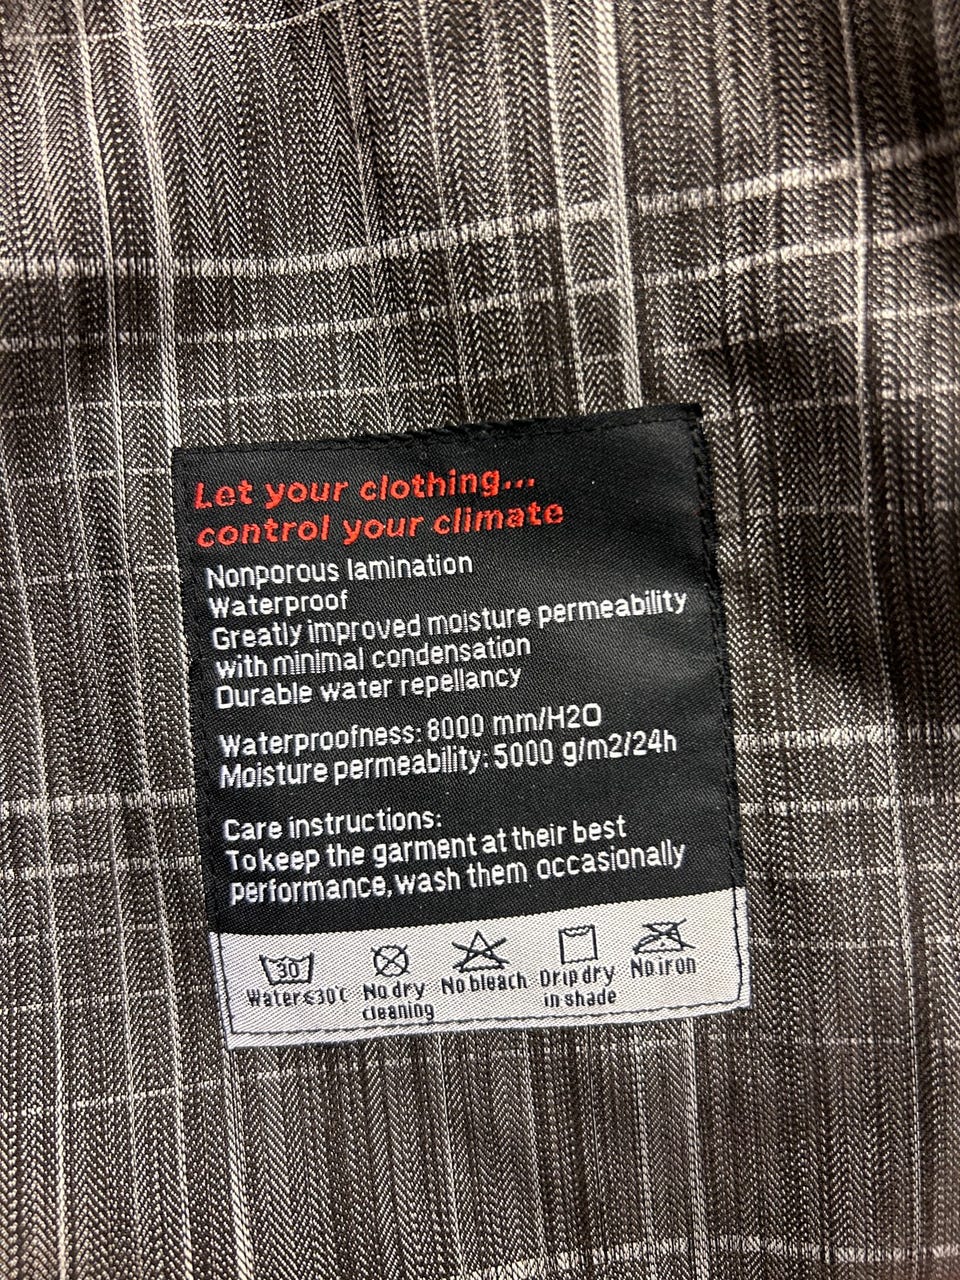 Let your clothing...
control your climate
Nonporous lamination
Waterproof
Greatly improved moisture permeability
with minimal condensation
Durable water repellancy
Waterproofness: 8000 mm/H2O
Moisture permeability: 5000 g/m2/24h
Care instructions:
To keep the garment at their best
performance, wash them occasionally
30
Water≤30℃
No dry
cleaning
No bleach
Drip dry
in shade
No iron